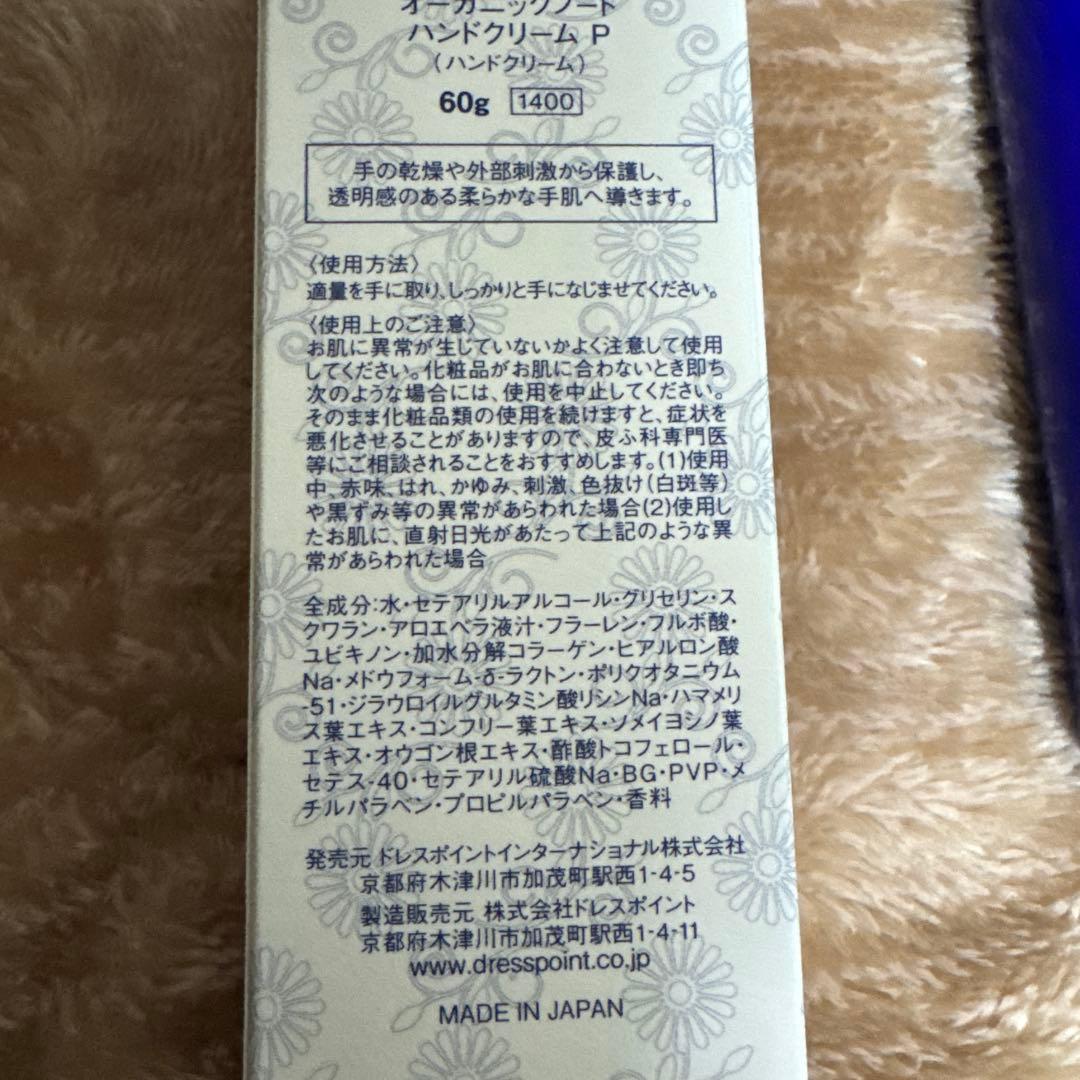 オーガニックノート
ハンドクリーム P
（ハンドクリーム）
60g 1400
手の乾燥や外部刺激から保護し、
透明感のある柔らかな手肌へ導きます。
〈使用方法〉
適量を手に取り、しっかりと手になじませてください。
〈使用上のご注意〉
お肌に異常が生じていないかよく注意して使用
してください。化粧品がお肌に合わないとき即ち
次のような場合には、使用を中止してください。
そのまま化粧品類の使用を続けますと、症状を
悪化させることがありますので、皮ふ科専門医
等にご相談されることをおすすめします。(1)使用
中、赤味、はれ、かゆみ、刺激、色抜け（白斑等）
や黒ずみ等の異常があらわれた場合(2)使用し
たお肌に、直射日光があたって上記のような異
常があらわれた場合
全成分:水・セテアリルアルコール・グリセリン・ス
クワラン・アロエベラ液汁・フラーレン・フルボ酸・
ユビキノン・加水分解コラーゲン・ヒアルロン酸
Na・メドウフォーム-δ-ラクトン・ポリクオタニウム
-51・ジラウロイルグルタミン酸リシンNa・ハマメリ
ス葉エキス・コンフリー葉エキス・ソメイヨシノ葉
エキス・オウゴン根エキス・酢酸トコフェロール・
セテス-40・セテアリル硫酸Na・BG・PVP・メ
チルパラベン・プロピルパラベン・香料
発売元 ドレスポイントインターナショナル株式会社
京都府木津川市加茂町駅西1-4-5
製造販売元 株式会社ドレスポイント
京都府木津川市加茂町駅西1-4-11
www.dresspoint.co.jp
MADE IN JAPAN